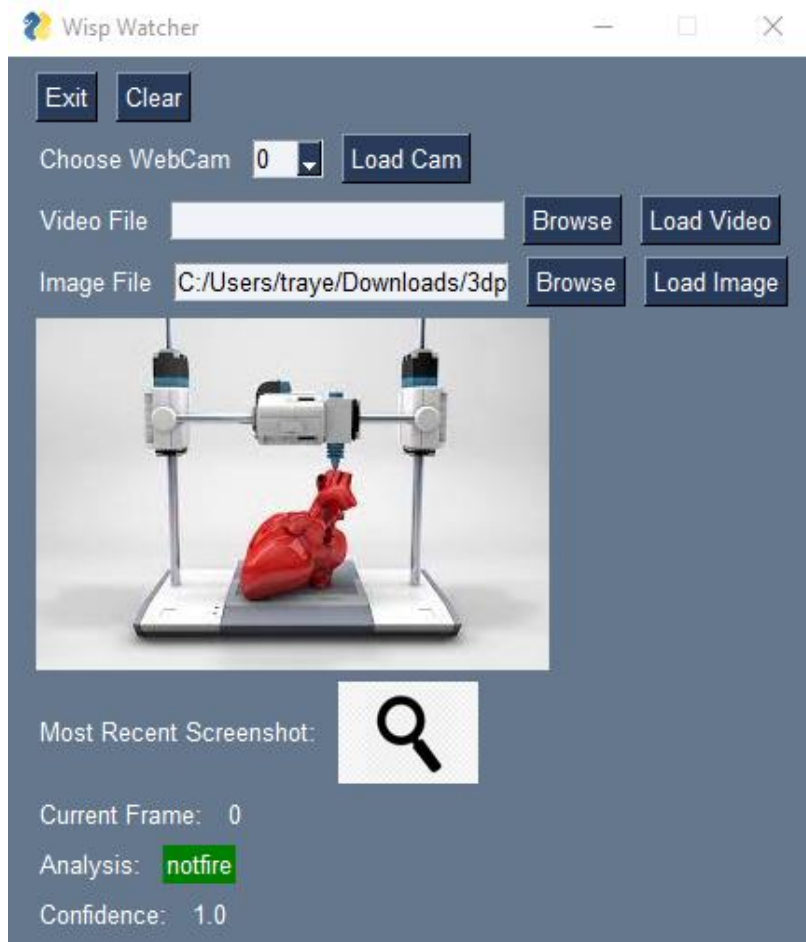 Wisp Watcher
Exit Clear
Choose WebCam 0 Load Cam
Video File Browse Load Video
Image File C:/Users/traye/Downloads/3dp Browse Load Image
Most Recent Screenshot:
Current Frame: 0
Analysis: notfire
Confidence: 1.0